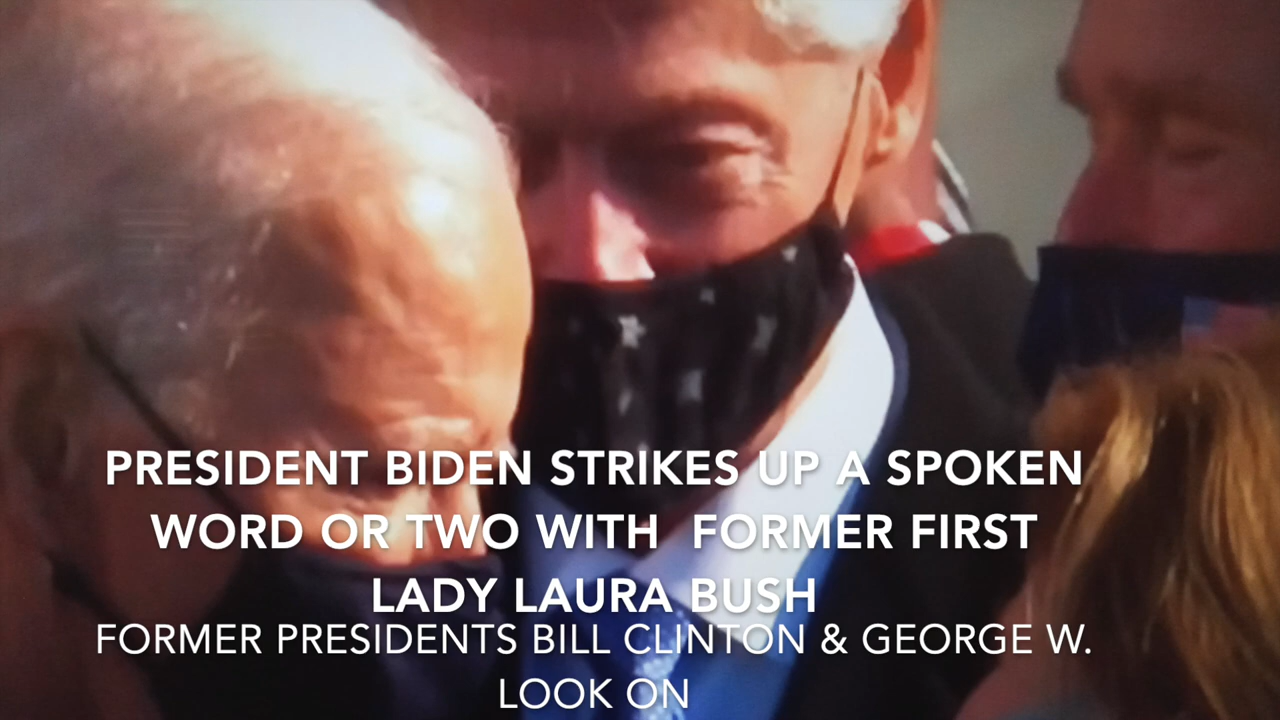 PRESIDENT BIDEN STRIKES UP A SPOKEN
WORD OR TWO WITH  FORMER FIRST
LADY LAURA BUSH
FORMER PRESIDENTS BILL CLINTON & GEORGE W.
LOOK ON